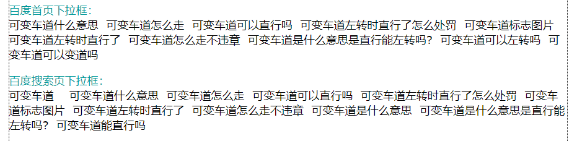 百度首页下拉框：
可变车道什么意思 可变车道怎么走 可变车道可以直行吗 可变车道左转时直行了怎么处罚 可变车道标志图片
可变车道左转时直行了 可变车道怎么走不违章 可变车道是什么意思是直行能左转吗？ 可变车道可以左转吗 可
变车道可以变道吗
百度搜索页下拉框：
可变车道 可变车道什么意思 可变车道怎么走 可变车道可以直行吗 可变车道左转时直行了怎么处罚 可变车
道标志图片 可变车道左转时直行了 可变车道怎么走不违章 可变车道是什么意思 可变车道是什么意思是直行能
左转吗？ 可变车道能直行吗